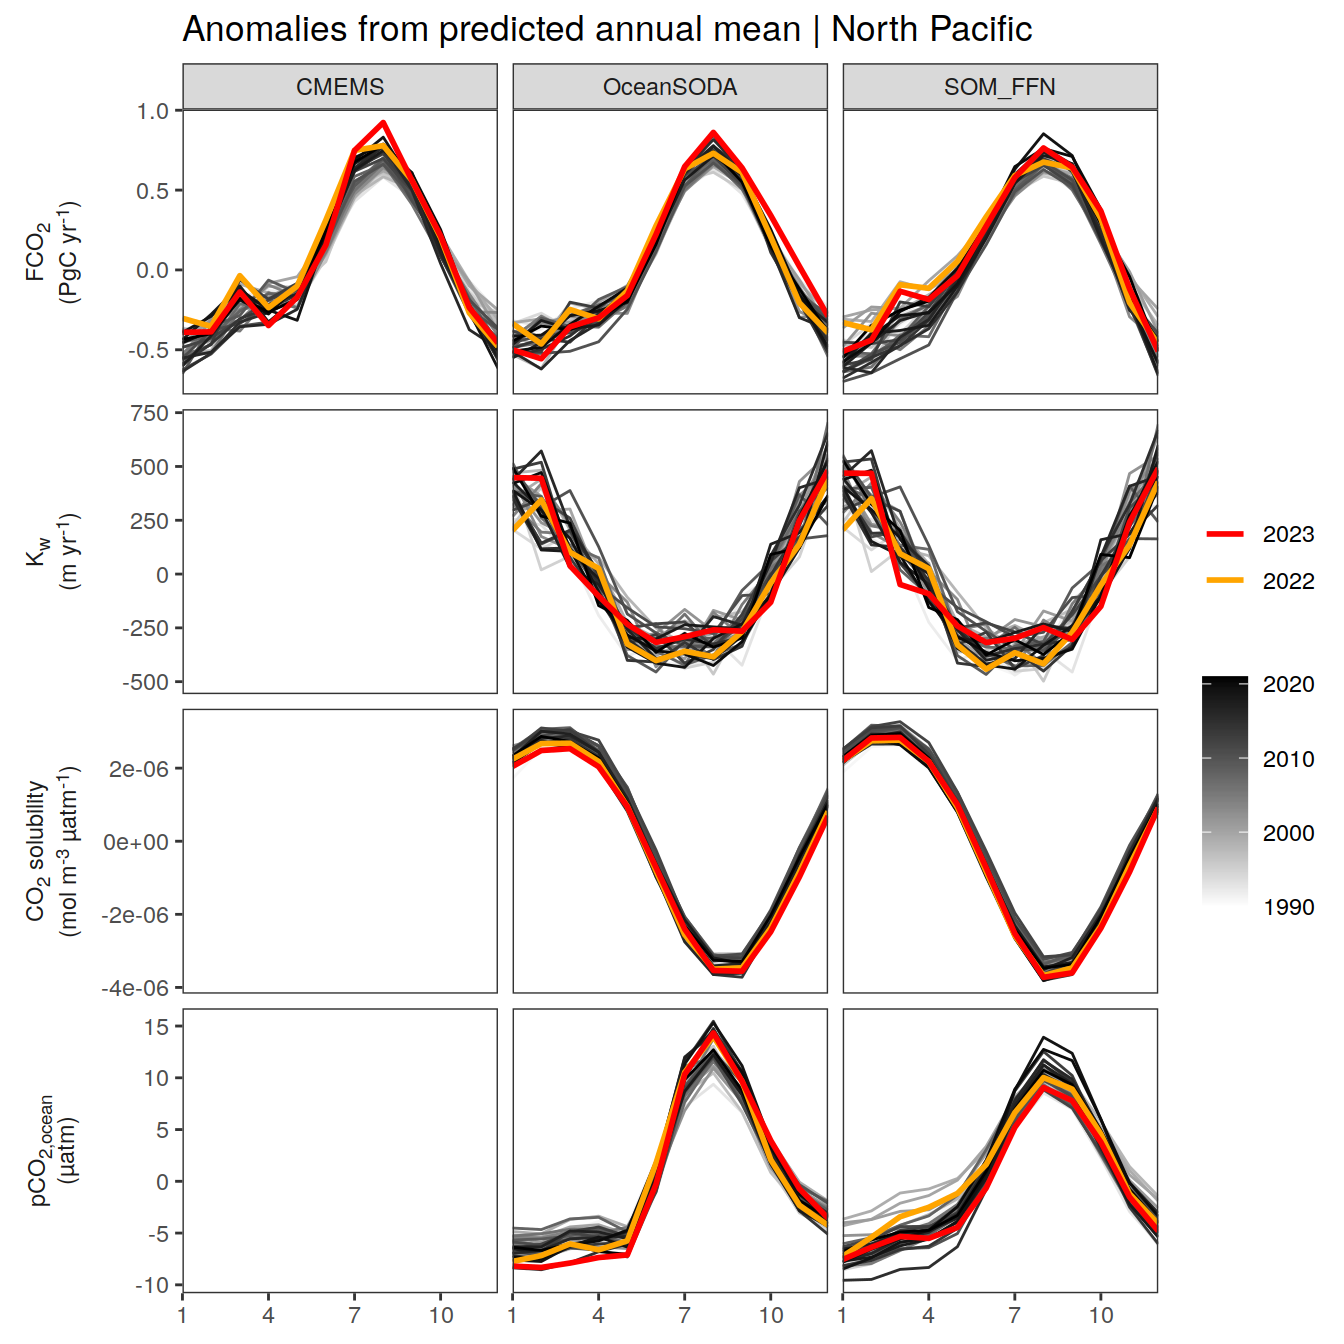 Anomalies from predicted annual mean | North Pacific
CMEMS
OceanSODA
SOM_FFN
FCO₂
(PgC yr⁻¹)
1.0
0.5
0.0
-0.5
K_w
(m yr⁻¹)
750
500
250
0
-250
-500
CO₂ solubility
(mol m⁻³ µatm⁻¹)
2e-06
0e+00
-2e-06
-4e-06
pCO₂,ocean
(µatm)
15
10
5
0
-5
-10
1 4 7 10
1 4 7 10
1 4 7 10
2023
2022
2020
2010
2000
1990